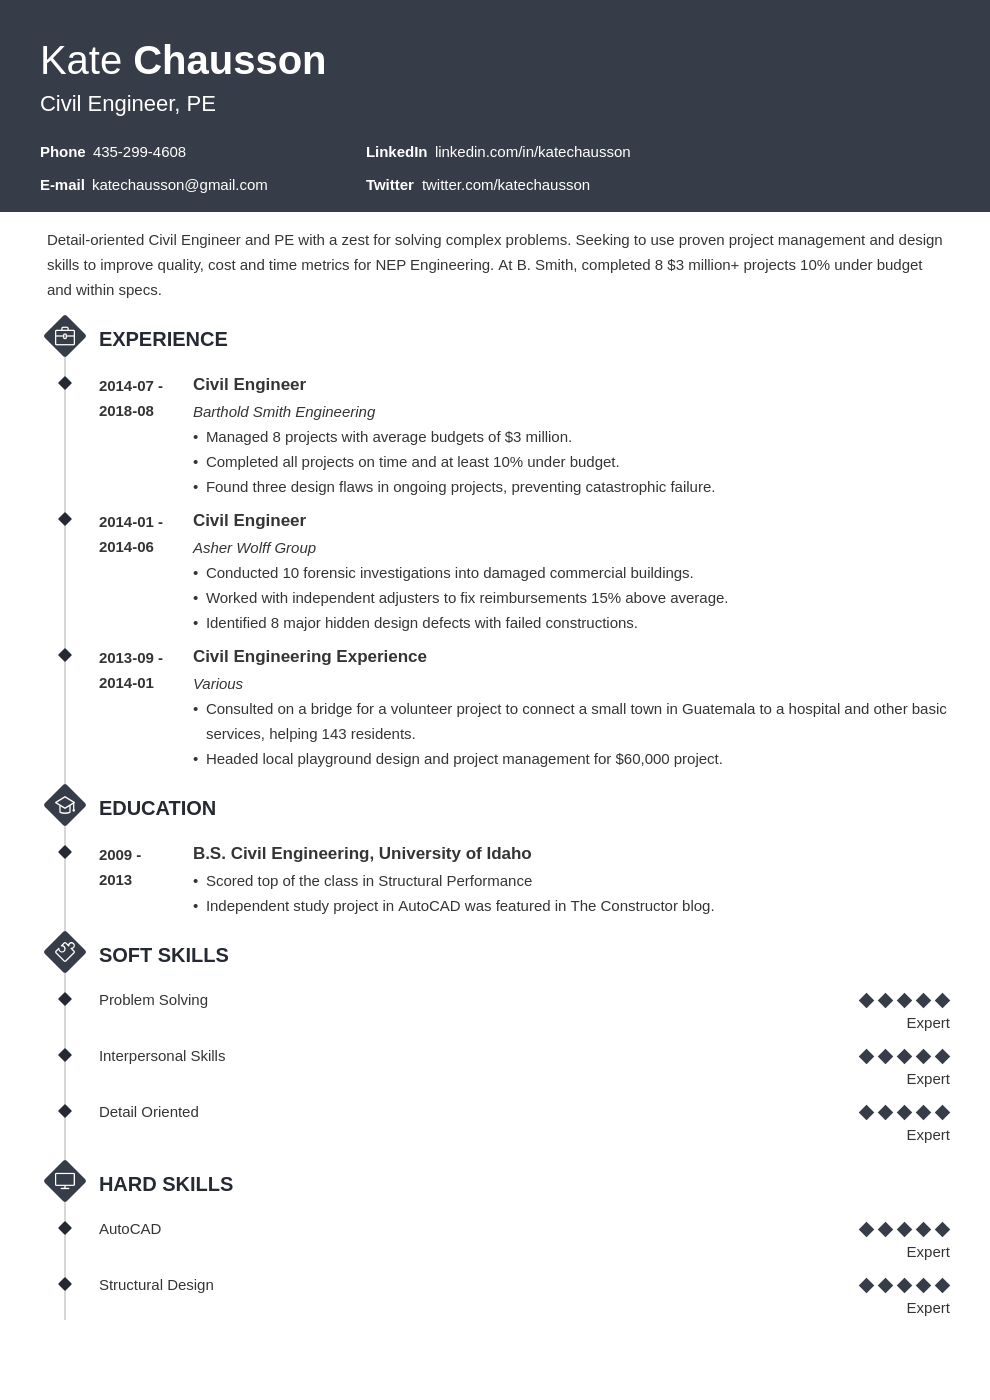 Kate Chausson
Civil Engineer, PE
Phone 435-299-4608
LinkedIn linkedin.com/in/katechausson
E-mail katechausson@gmail.com
Twitter twitter.com/katechausson
Detail-oriented Civil Engineer and PE with a zest for solving complex problems. Seeking to use proven project management and design
skills to improve quality, cost and time metrics for NEP Engineering. At B. Smith, completed 8 $3 million+ projects 10% under budget
and within specs.
EXPERIENCE
2014-07 -
2018-08
Civil Engineer
Barthold Smith Engineering
• Managed 8 projects with average budgets of $3 million.
• Completed all projects on time and at least 10% under budget.
• Found three design flaws in ongoing projects, preventing catastrophic failure.
2014-01 -
2014-06
Civil Engineer
Asher Wolff Group
• Conducted 10 forensic investigations into damaged commercial buildings.
• Worked with independent adjusters to fix reimbursements 15% above average.
• Identified 8 major hidden design defects with failed constructions.
2013-09 -
2014-01
Civil Engineering Experience
Various
• Consulted on a bridge for a volunteer project to connect a small town in Guatemala to a hospital and other basic
services, helping 143 residents.
• Headed local playground design and project management for $60,000 project.
EDUCATION
2009 -
2013
B.S. Civil Engineering, University of Idaho
• Scored top of the class in Structural Performance
• Independent study project in AutoCAD was featured in The Constructor blog.
SOFT SKILLS
Problem Solving
Expert
Interpersonal Skills
Expert
Detail Oriented
Expert
HARD SKILLS
AutoCAD
Expert
Structural Design
Expert